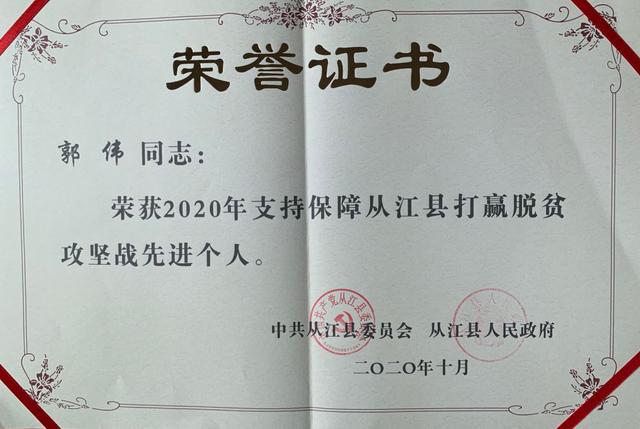 荣誉证书
郭伟同志：
荣获2020年支持保障从江县打赢脱贫
攻坚战先进个人。
中共从江县委员会 从江县人民政府
二〇二〇年十月